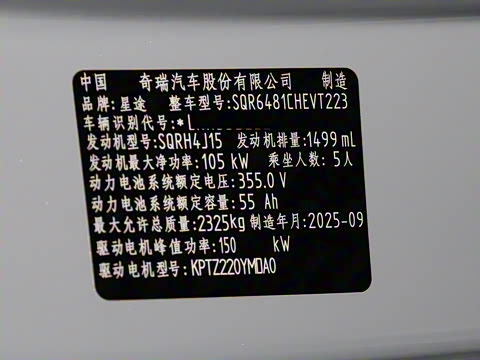 中国 奇瑞汽车股份有限公司 制造
品牌:星途 整车型号:SQR6481CHEVT223
车辆识别代号:*L
发动机型号:SQRH4J15 发动机排量:1499mL
发动机最大净功率:105 kW 乘坐人数:5人
动力电池系统额定电压:355.0 V
动力电池系统额定容量:55 Ah
最大允许总质量:2325kg 制造年月:2025-09
驱动电机峰值功率:150 kW
驱动电机型号:KPTZ220YMDA0